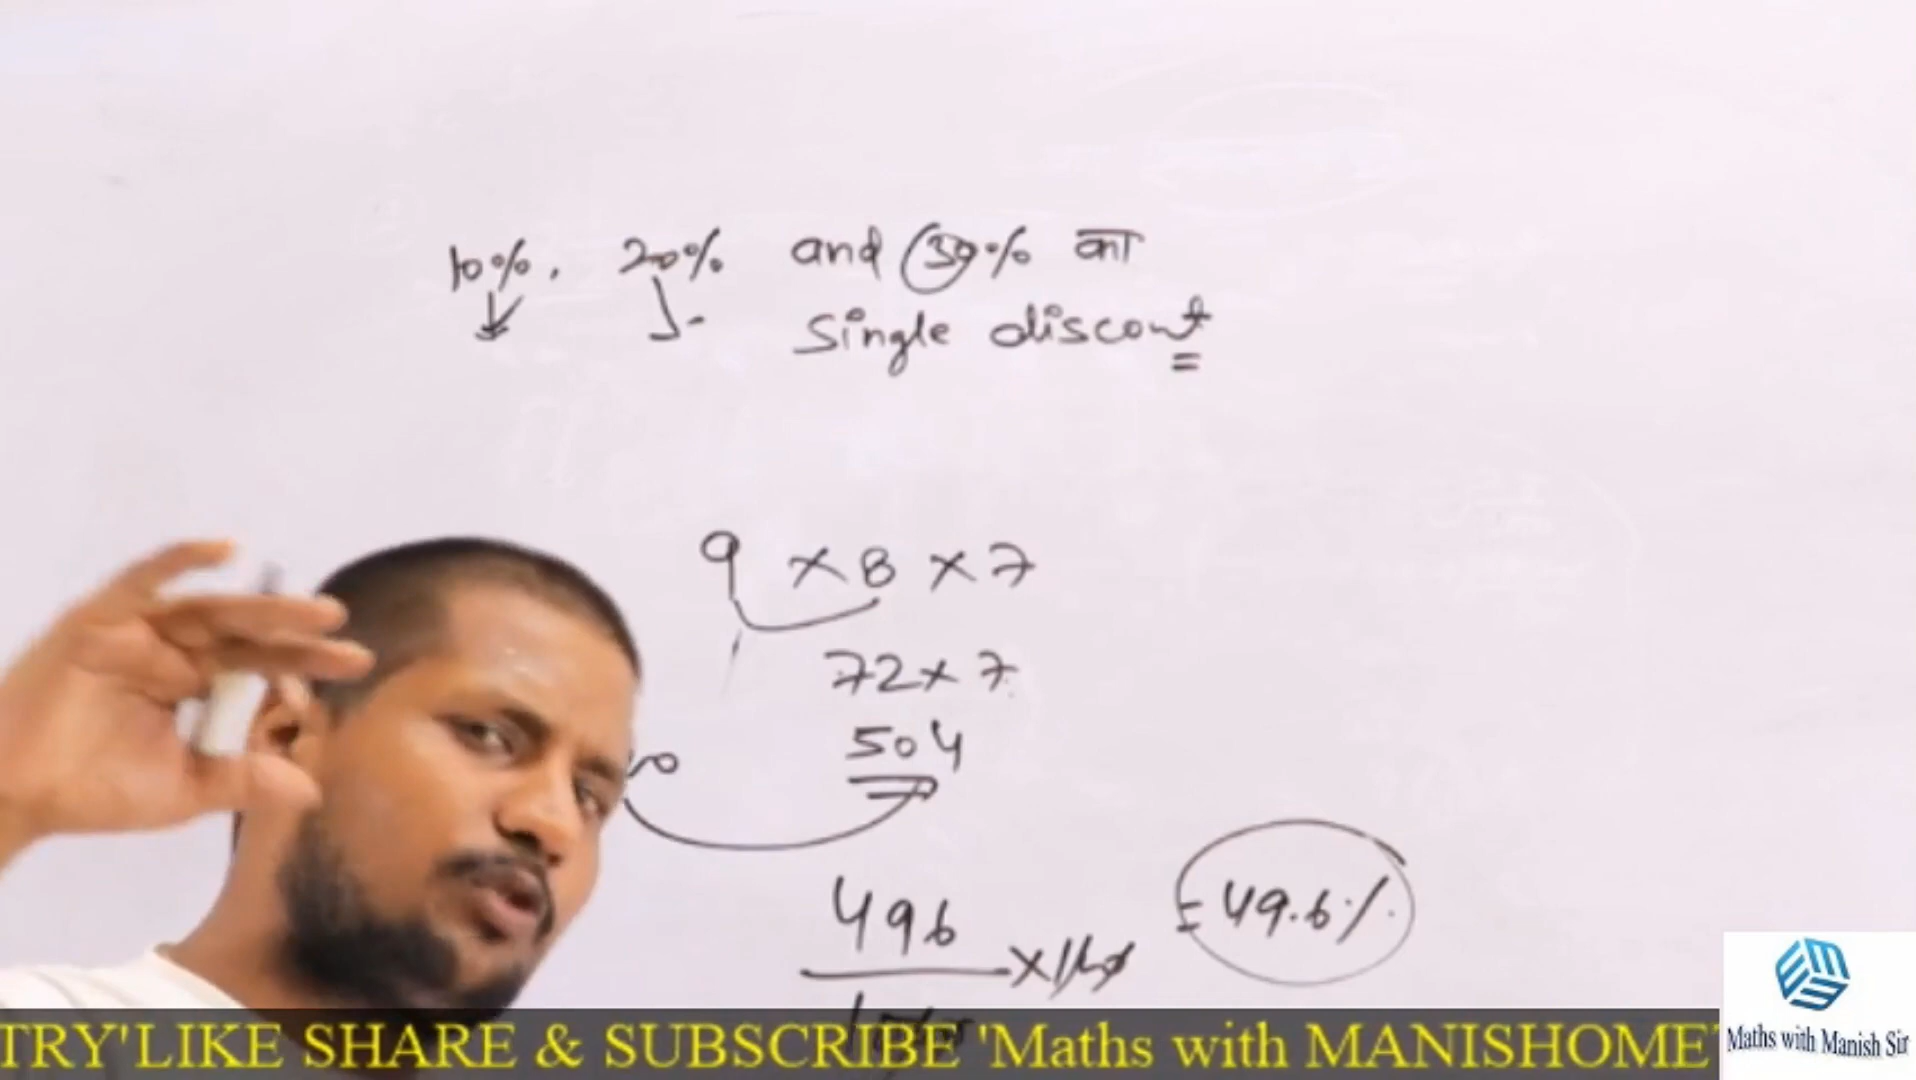 10%, 20% and 30% का
Single discount
9 × 8 × 7
72 × 7
504
496
× 100
= 49.6%
TRY'LIKE SHARE & SUBSCRIBE 'Maths with MANISHOME
Maths with Manish Sir